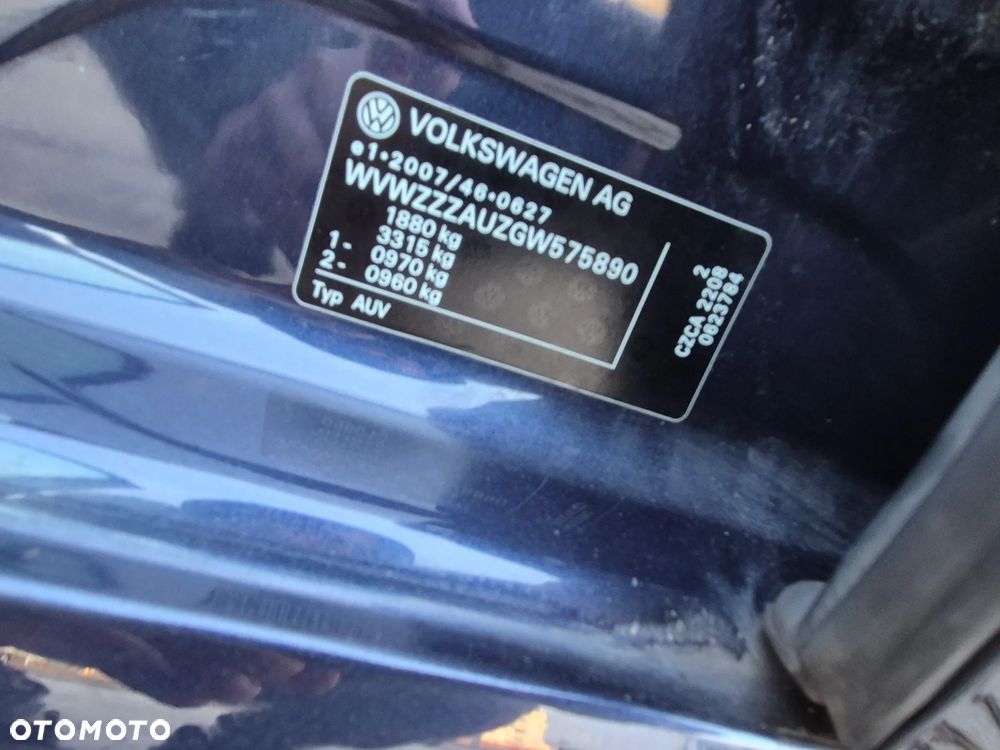 VOLKSWAGEN AG
e1*2007/46*0627
WVWZZZAUZGW575890
1880 kg
3315 kg
1- 0970 kg
2- 0960 kg
Typ AUV
2
CZCA 2208
0623784
OTOMOTO